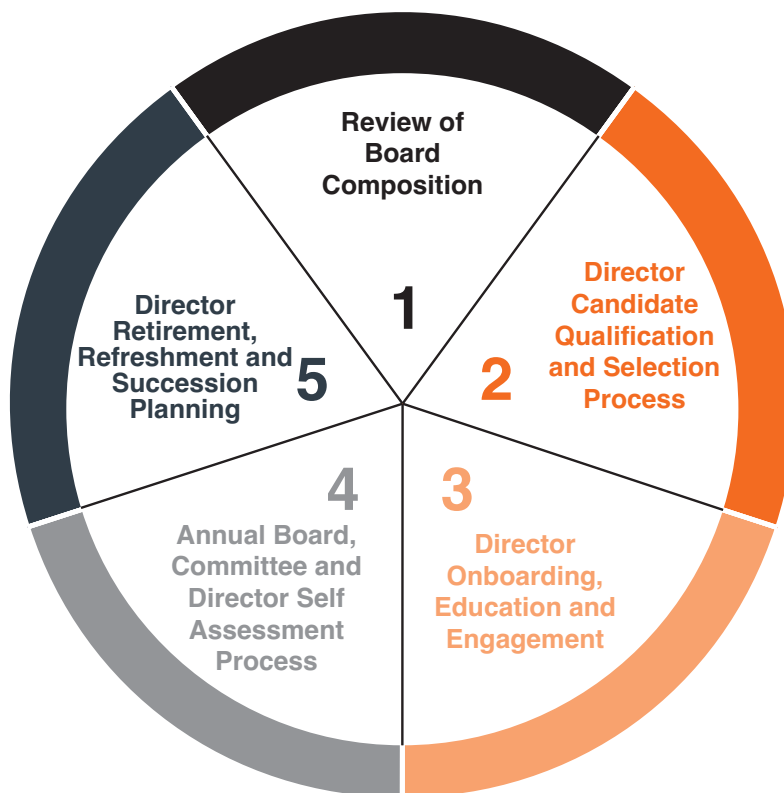 Review of
Board
Composition
1
Director
Candidate
Qualification
and Selection
Process
2
3
Director
Onboarding,
Education and
Engagement
4
Annual Board,
Committee and
Director Self
Assessment
Process
Director
Retirement,
Refreshment and
Succession
Planning
5